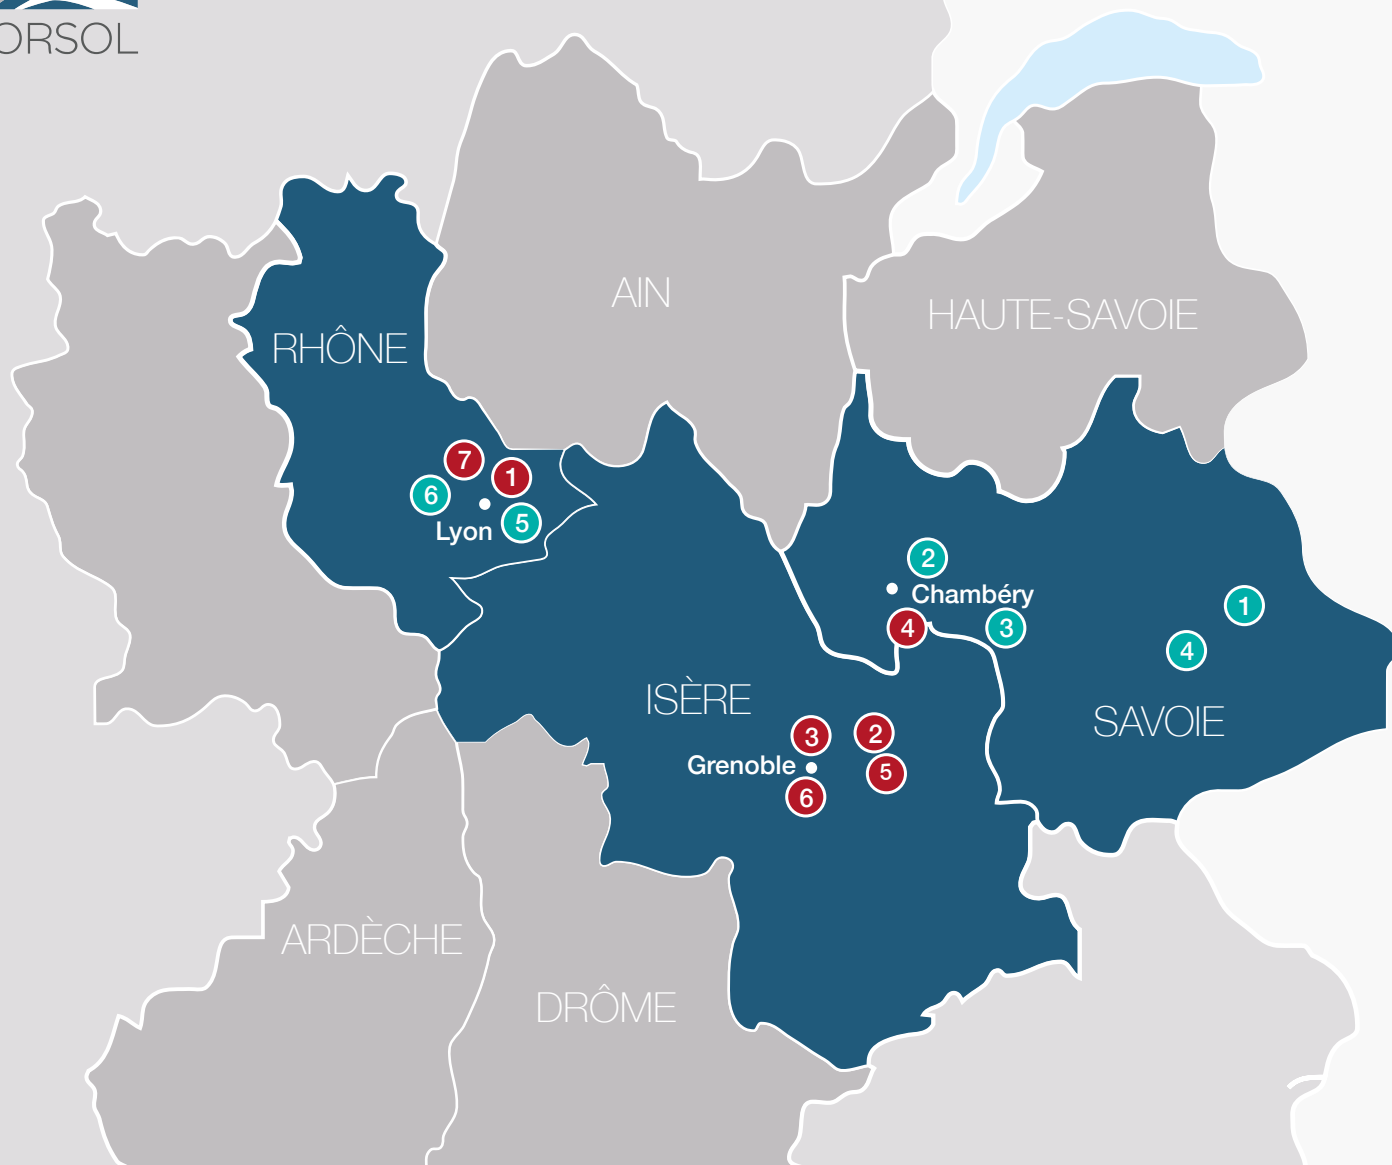 ORSOL
AIN
HAUTE-SAVOIE
RHÔNE
7
1
6
5
Lyon
2
Chambéry
1
4
3
4
ISÈRE
SAVOIE
3
2
Grenoble
5
6
ARDÈCHE
DRÔME